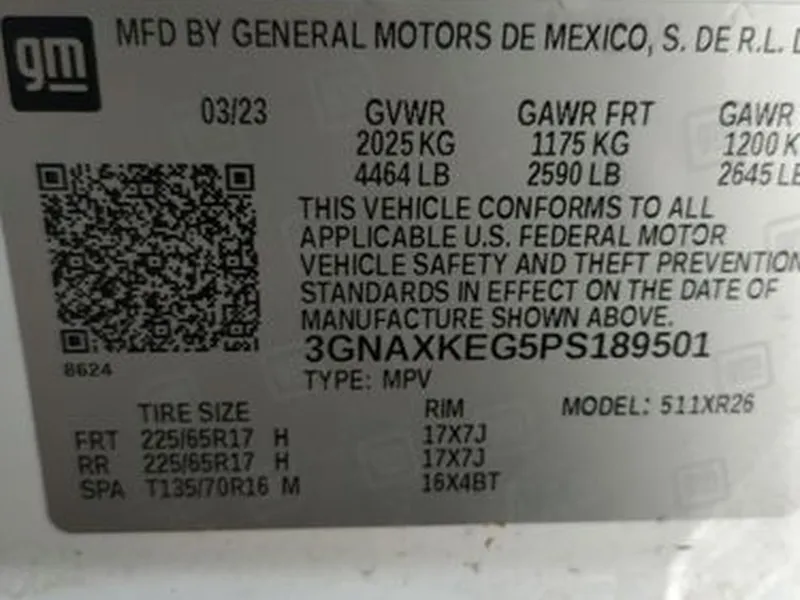 gm
MFD BY GENERAL MOTORS DE MEXICO, S. DE R.L.
03/23 GVWR GAWR FRT GAWR
2025 KG 1175 KG 1200 K
4464 LB 2590 LB 2645 LB
THIS VEHICLE CONFORMS TO ALL
APPLICABLE U.S. FEDERAL MOTOR
VEHICLE SAFETY AND THEFT PREVENTION
STANDARDS IN EFFECT ON THE DATE OF
MANUFACTURE SHOWN ABOVE.
3GNAXKEG5PS189501
8624
TYPE: MPV
TIRE SIZE RIM MODEL: 511XR26
FRT 225/65R17 H 17X7J
RR 225/65R17 H 17X7J
SPA T135/70R16 M 16X4BT